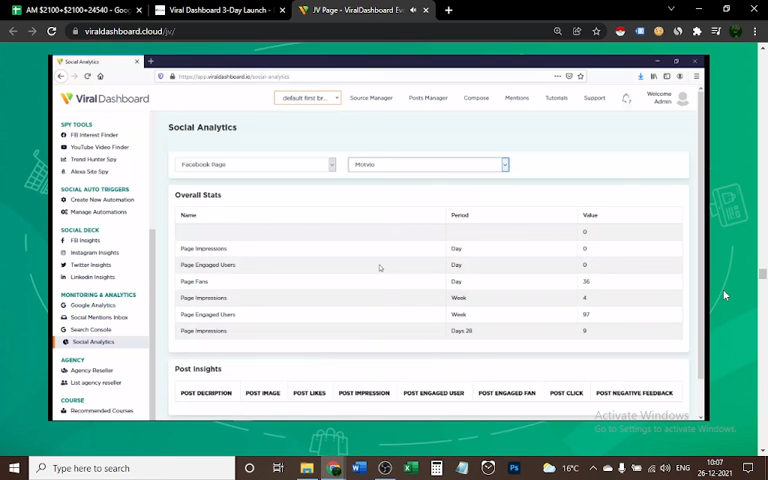 AM $2100+$2100+24540 - Goog
Viral Dashboard 3-Day Launch -
JV Page - ViralDashboard Evo
viraldashboard.cloud/jv/
Social Analytics
https://app.viraldashboard.io/social-analytics
ViralDashboard
default first br...
Source Manager
Posts Manager
Compose
Mentions
Tutorials
Support
Welcome
Admin
SPY TOOLS
FB Interest Finder
YouTube Video Finder
Trend Hunter Spy
Alexa Site Spy
SOCIAL AUTO TRIGGERS
Create New Automation
Manage Automations
SOCIAL DECK
FB Insights
Instagram Insights
Twitter Insights
Linkedin Insights
MONITORING & ANALYTICS
Google Analytics
Social Mentions Inbox
Search Console
Social Analytics
AGENCY
Agency Reseller
List agency reseller
COURSE
Recommended Courses
Social Analytics
Facebook Page
Motvio
Overall Stats
Name Period Value
0
Page Impressions Day 0
Page Engaged Users Day 0
Page Fans Day 36
Page Impressions Week 4
Page Engaged Users Week 97
Page Impressions Days 28 9
Post Insights
POST DECRIPTION POST IMAGE POST LIKES POST IMPRESSION POST ENGAGED USER POST ENGAGED FAN POST CLICK POST NEGATIVE FEEDBACK
Activate Windows
Go to Settings to activate Windows.
Type here to search
16°C
ENG
10:07
26-12-2021